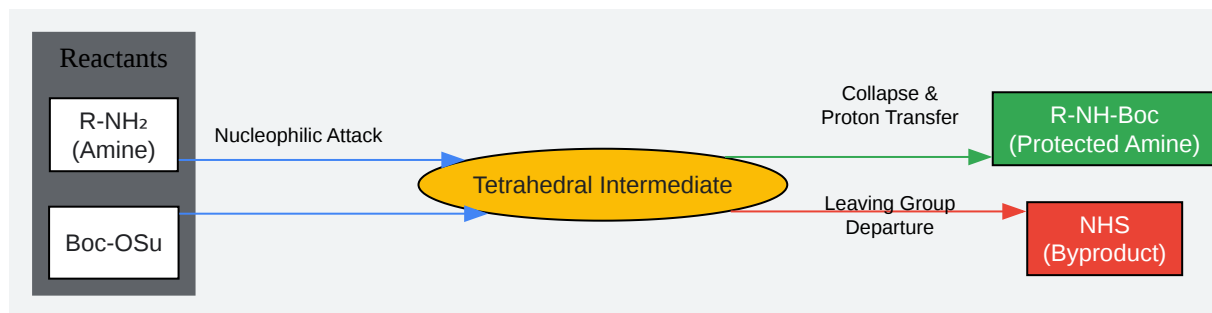 Reactants
R-NH₂
(Amine)
Boc-OSu
Nucleophilic Attack
Tetrahedral Intermediate
Collapse &
Proton Transfer
Leaving Group
Departure
R-NH-Boc
(Protected Amine)
NHS
(Byproduct)